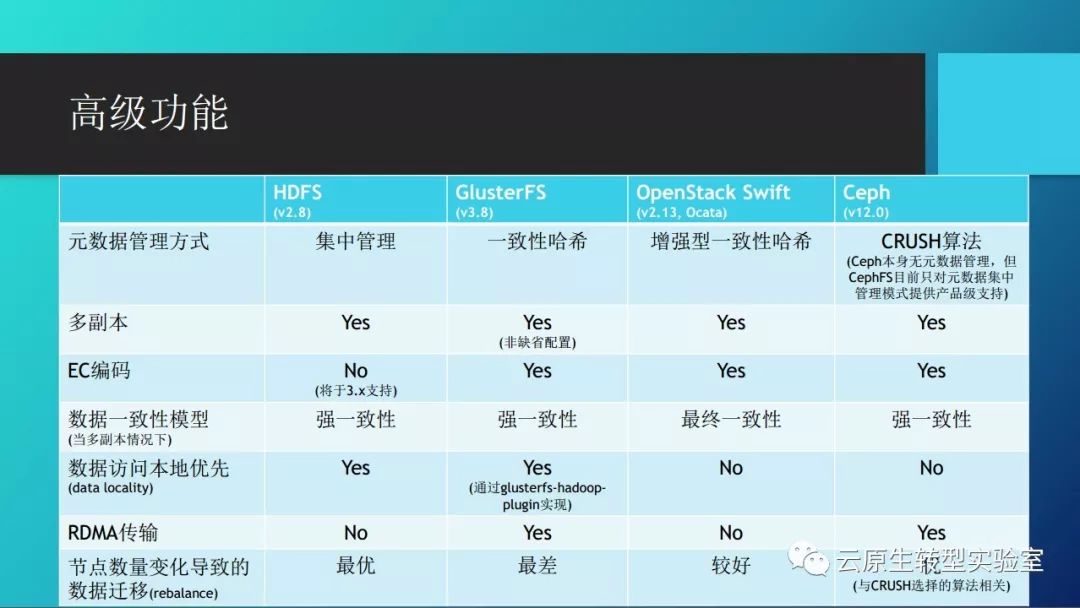 高级功能
HDFS GlusterFS OpenStack Swift Ceph
(v2.8) (v3.8) (v2.13, Ocata) (v12.0)
元数据管理方式 集中管理 一致性哈希 增强型一致性哈希 CRUSH算法
(Ceph本身无元数据管理，但
CephFS目前只对元数据集中
管理模式提供产品级支持)
多副本 Yes Yes Yes Yes
(非缺省配置)
EC编码 No Yes Yes Yes
(将于3.x支持)
数据一致性模型 强一致性 强一致性 最终一致性 强一致性
(当多副本情况下)
数据访问本地优先 Yes Yes No No
(data locality) (通过glusterfs-hadoop-
plugin实现)
RDMA传输 No Yes No Yes
节点数量变化导致的 最优 最差 较好
数据迁移(rebalance) (与CRUSH选择的算法相关)
云原生转型实验室